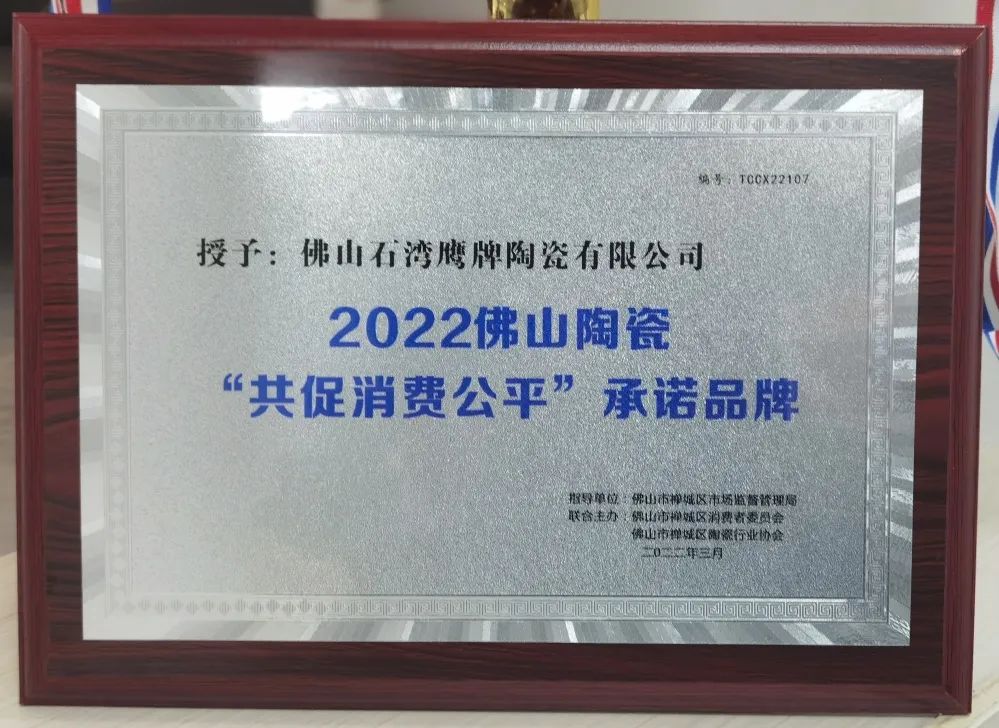 编号：TCCX22107
授予：佛山石湾鹰牌陶瓷有限公司
2022佛山陶瓷
“共促消费公平”承诺品牌
指导单位：佛山市禅城区市场监督管理局
联合主办：佛山市禅城区消费者委员会
佛山市禅城区陶瓷行业协会
二〇二二年三月